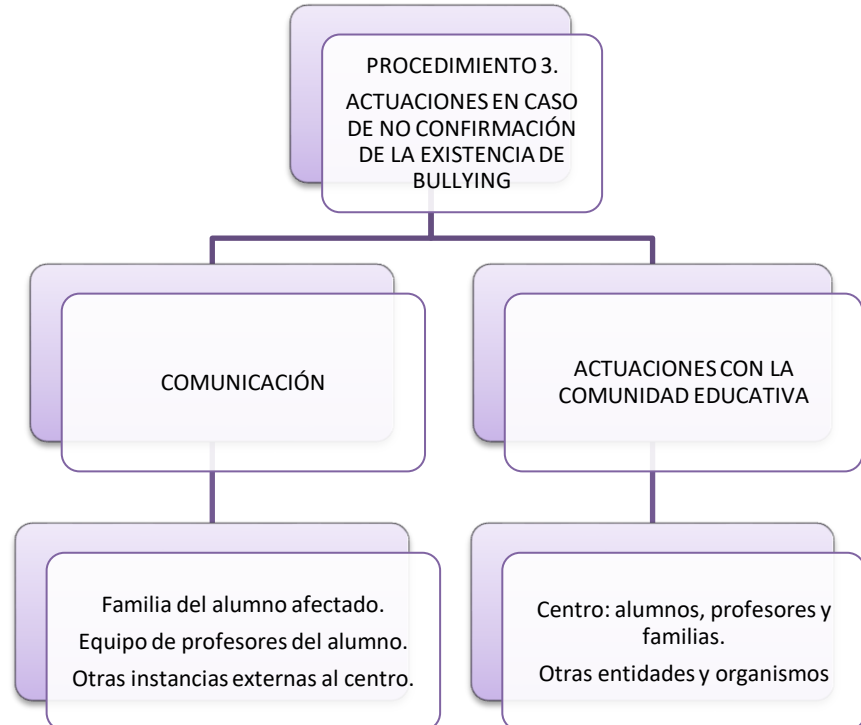 PROCEDIMIENTO 3.
ACTUACIONES EN CASO
DE NO CONFIRMACIÓN
DE LA EXISTENCIA DE
BULLYING
COMUNICACIÓN
ACTUACIONES CON LA
COMUNIDAD EDUCATIVA
Familia del alumno afectado.
Equipo de profesores del alumno.
Otras instancias externas al centro.
Centro: alumnos, profesores y
familias.
Otras entidades y organismos